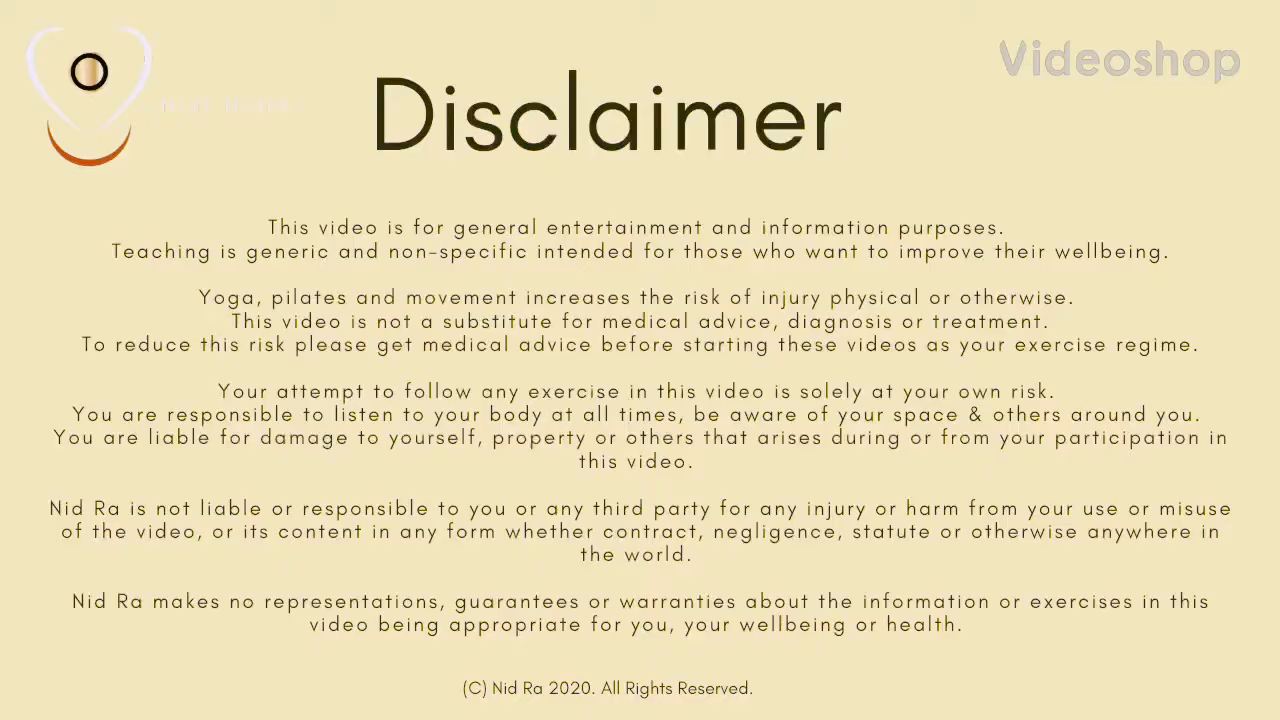 Videoshop
Disclaimer
This video is for general entertainment and information purposes.
Teaching is generic and non-specific intended for those who want to improve their wellbeing.
Yoga, pilates and movement increases the risk of injury physical or otherwise.
This video is not a substitute for medical advice, diagnosis or treatment.
To reduce this risk please get medical advice before starting these videos as your exercise regime.
Your attempt to follow any exercise in this video is solely at your own risk.
You are responsible to listen to your body at all times, be aware of your space & others around you.
You are liable for damage to yourself, property or others that arises during or from your participation in
this video.
Nid Ra is not liable or responsible to you or any third party for any injury or harm from your use or misuse
of the video, or its content in any form whether contract, negligence, statute or otherwise anywhere in
the world.
Nid Ra makes no representations, guarantees or warranties about the information or exercises in this
video being appropriate for you, your wellbeing or health.
(C) Nid Ra 2020. All Rights Reserved.